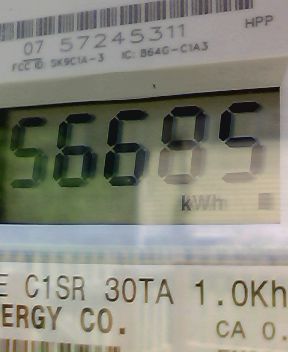 07 57245311
HPP
FCC ID: SK9C1A-3 IC: 864G-C1A3
56685
kWh
E C1SR 30TA 1.0Kh
ERGY CO.
CA 0.